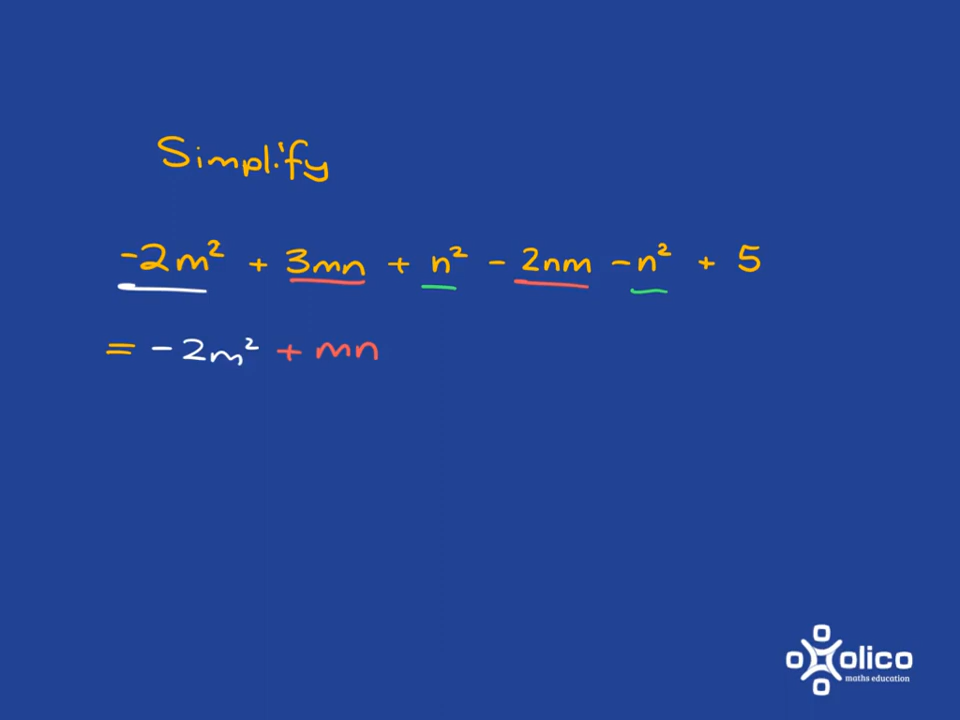 Simplify
-2m² + 3mn + n² - 2nm - n² + 5
= -2m² + mn
olico
maths education